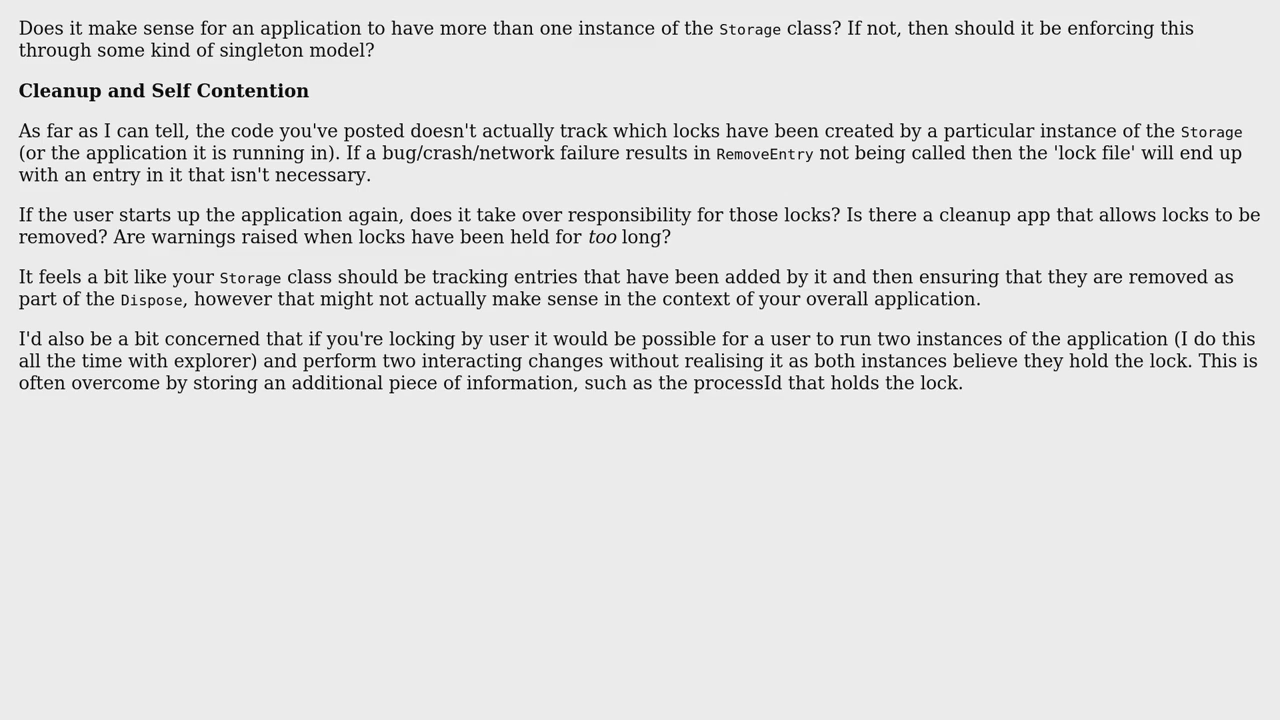 Does it make sense for an application to have more than one instance of the Storage class? If not, then should it be enforcing this
through some kind of singleton model?
Cleanup and Self Contention
As far as I can tell, the code you've posted doesn't actually track which locks have been created by a particular instance of the Storage
(or the application it is running in). If a bug/crash/network failure results in RemoveEntry not being called then the 'lock file' will end up
with an entry in it that isn't necessary.
If the user starts up the application again, does it take over responsibility for those locks? Is there a cleanup app that allows locks to be
removed? Are warnings raised when locks have been held for too long?
It feels a bit like your Storage class should be tracking entries that have been added by it and then ensuring that they are removed as
part of the Dispose, however that might not actually make sense in the context of your overall application.
I'd also be a bit concerned that if you're locking by user it would be possible for a user to run two instances of the application (I do this
all the time with explorer) and perform two interacting changes without realising it as both instances believe they hold the lock. This is
often overcome by storing an additional piece of information, such as the processId that holds the lock.